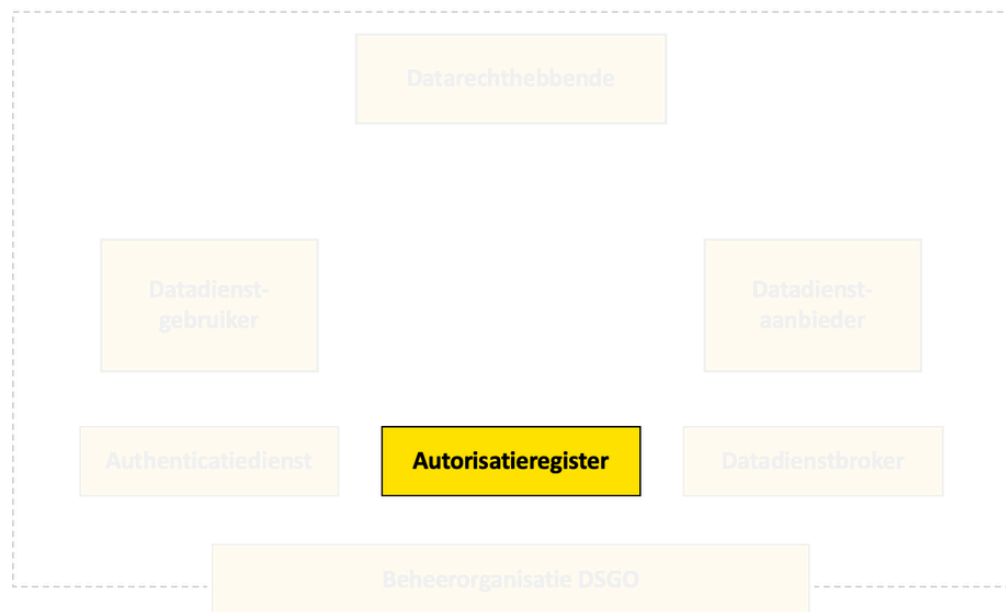 Datarechthebbende
Datadienst-
gebruiker
Datadienst-
aanbieder
Authenticatiedienst
Autorisatieregister
Datadienstbroker
Beheerorganisatie DSGO